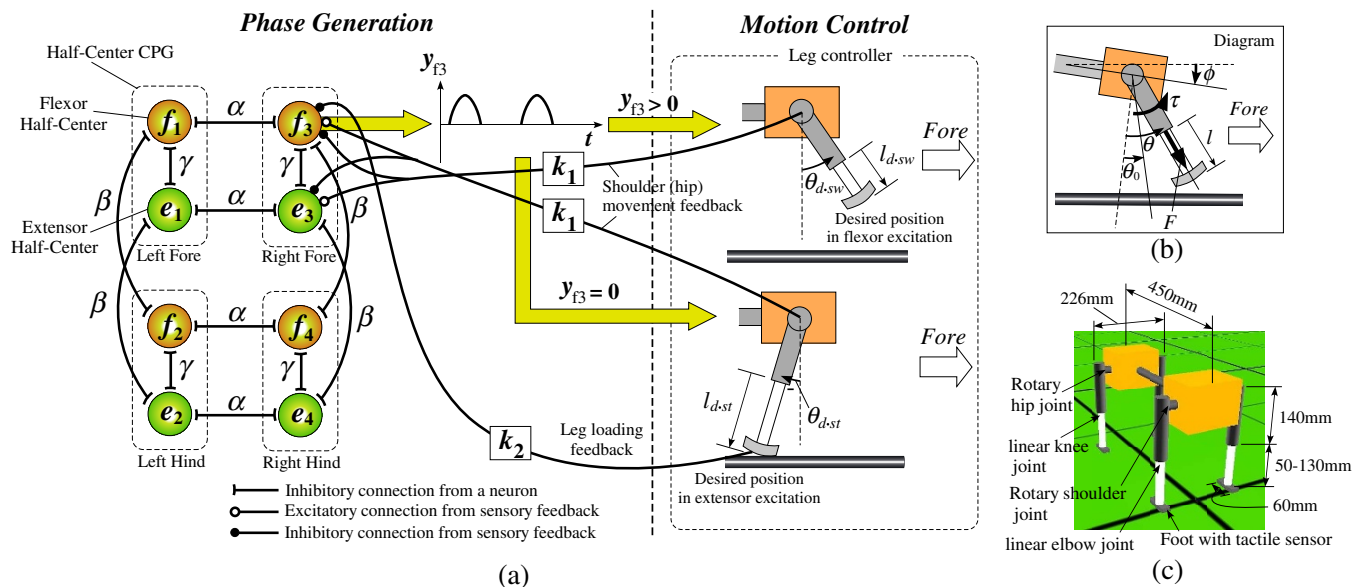 Phase Generation
Motion Control
Half-Center CPG
Flexor
Half-Center
Extensor
Half-Center
f1
α
f3
γ
γ
e1
α
e3
β
β
β
β
Left Fore
Right Fore
f2
α
f4
γ
γ
e2
α
e4
Left Hind
Right Hind
y_f3
t
y_f3 > 0
y_f3 = 0
k1
k1
k2
Shoulder (hip)
movement feedback
Leg loading
feedback
Inhibitory connection from a neuron
Excitatory connection from sensory feedback
Inhibitory connection from sensory feedback
Leg controller
l_d·sw
θ_d·sw
Fore
Desired position
in flexor excitation
l_d·st
θ_d·st
Fore
Desired position
in extensor excitation
(a)
Diagram
ϕ
τ
Fore
l
θ
θ0
F
(b)
226mm
450mm
Rotary
hip joint
linear knee
joint
Rotary shoulder
joint
linear elbow joint
140mm
50-130mm
60mm
Foot with tactile sensor
(c)